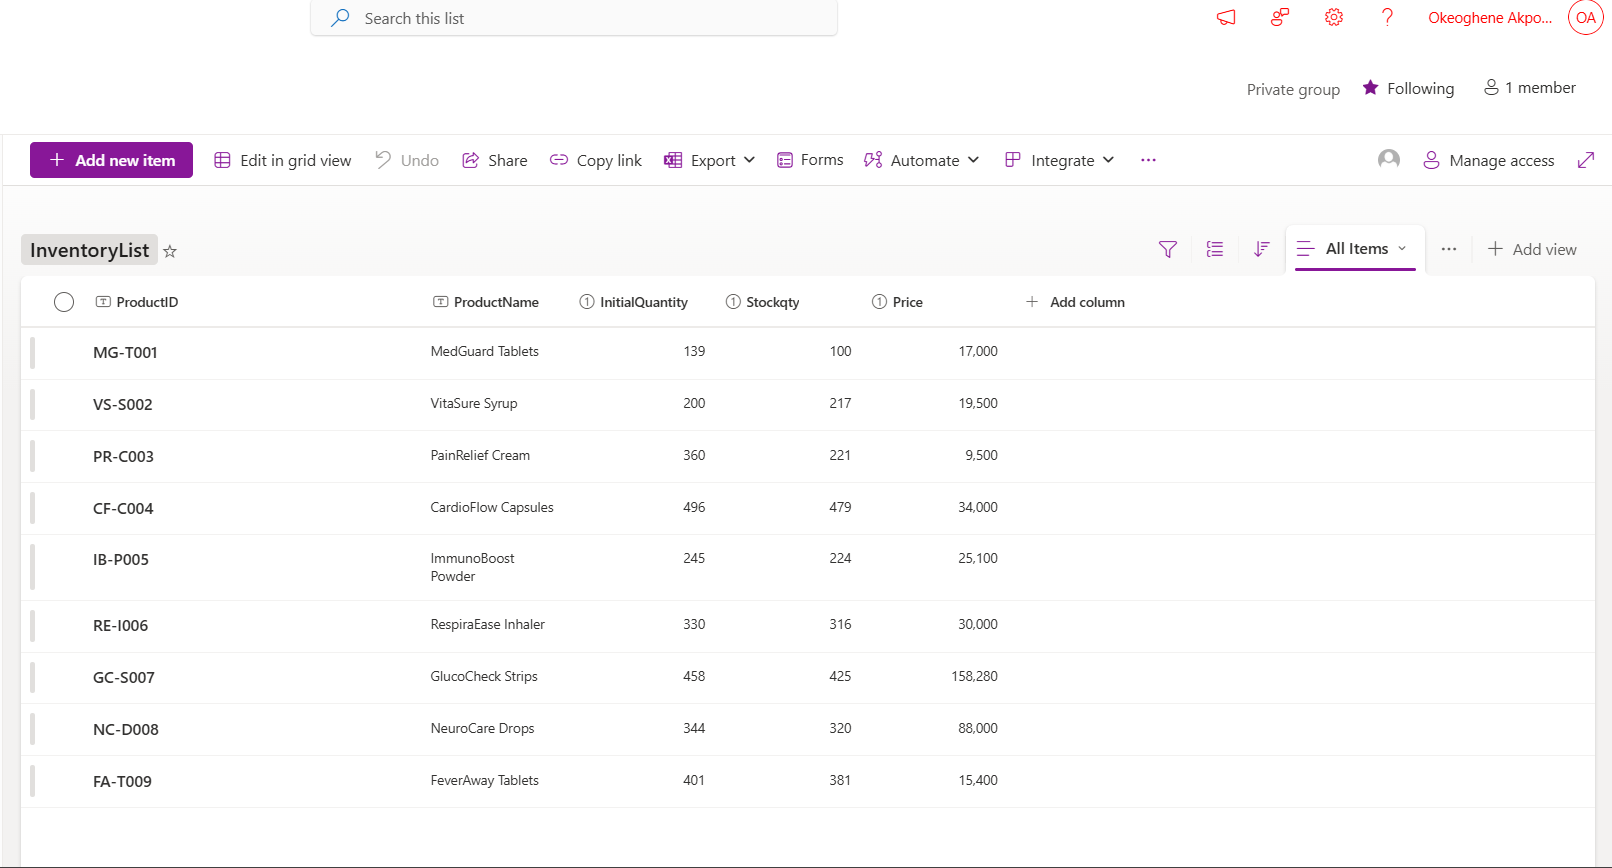 Search this list
Okeoghene Akpo... OA
Private group Following 1 member
Add new item Edit in grid view Undo Share Copy link Export Forms Automate Integrate ... Manage access
InventoryList All Items ... Add view
ProductID ProductName InitialQuantity Stockqty Price Add column
MG-T001 MedGuard Tablets 139 100 17,000
VS-S002 VitaSure Syrup 200 217 19,500
PR-C003 PainRelief Cream 360 221 9,500
CF-C004 CardioFlow Capsules 496 479 34,000
IB-P005 ImmunoBoost 245 224 25,100
Powder
RE-I006 RespiraEase Inhaler 330 316 30,000
GC-S007 GlucoCheck Strips 458 425 158,280
NC-D008 NeuroCare Drops 344 320 88,000
FA-T009 FeverAway Tablets 401 381 15,400